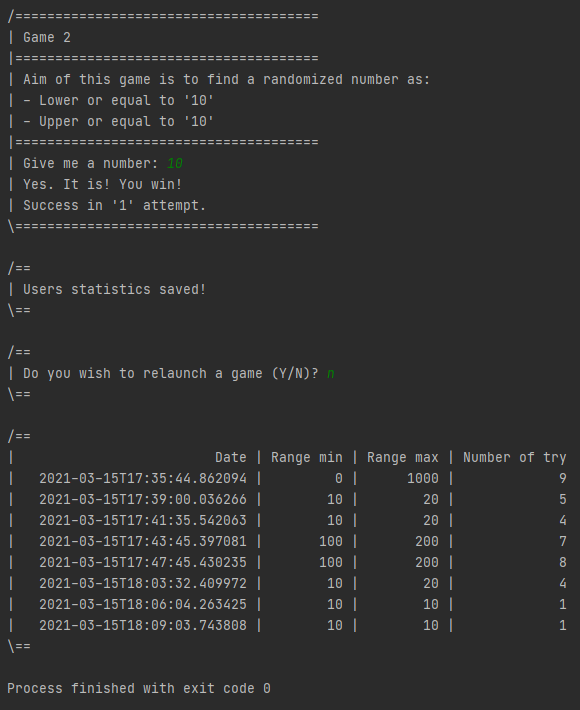 /======================================
| Game 2
|======================================
| Aim of this game is to find a randomized number as:
| - Lower or equal to '10'
| - Upper or equal to '10'
|======================================
| Give me a number: 10
| Yes. It is! You win!
| Success in '1' attempt.
\======================================
/==
| Users statistics saved!
\==
/==
| Do you wish to relaunch a game (Y/N)? n
\==
/==
|                         Date | Range min | Range max | Number of try
|   2021-03-15T17:35:44.862094 |         0 |      1000 |             9
|   2021-03-15T17:39:00.036266 |        10 |        20 |             5
|   2021-03-15T17:41:35.542063 |        10 |        20 |             4
|   2021-03-15T17:43:45.397081 |       100 |       200 |             7
|   2021-03-15T17:47:45.430235 |       100 |       200 |             8
|   2021-03-15T18:03:32.409972 |        10 |        20 |             4
|   2021-03-15T18:06:04.263425 |        10 |        10 |             1
|   2021-03-15T18:09:03.743808 |        10 |        10 |             1
\==
Process finished with exit code 0